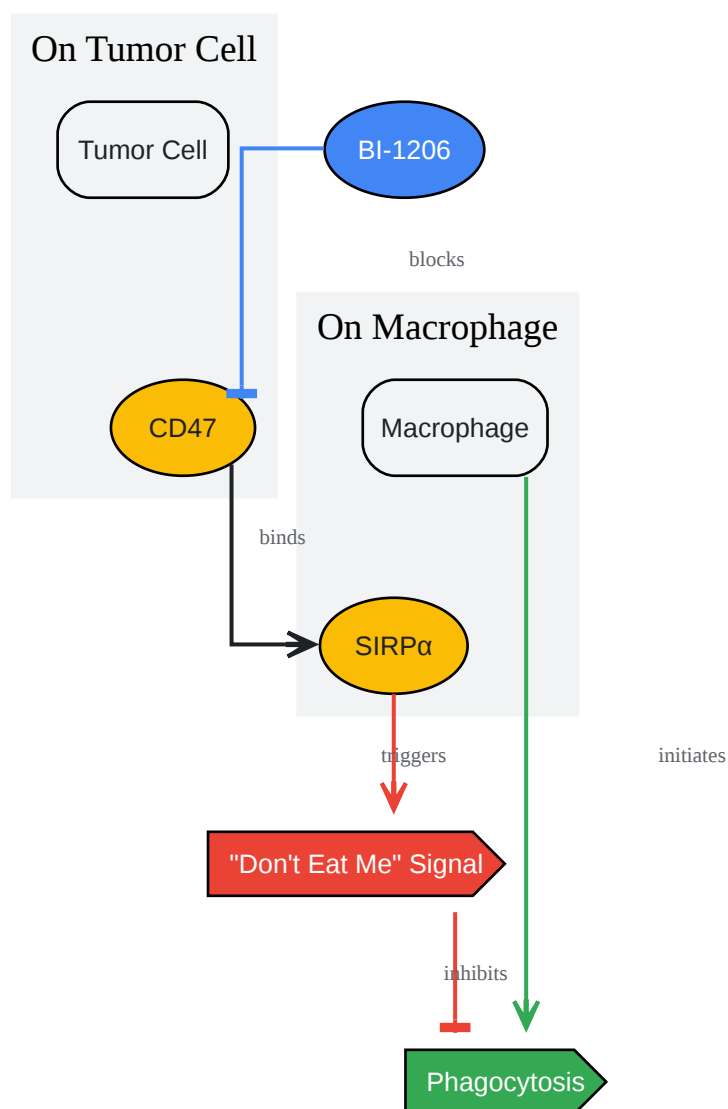 On Tumor Cell
Tumor Cell
BI-1206
blocks
On Macrophage
CD47
Macrophage
binds
SIRPα
triggers
initiates
"Don't Eat Me" Signal
inhibits
Phagocytosis